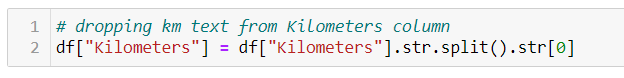 1 # dropping km text from Kilometers column
2 df["Kilometers"] = df["Kilometers"].str.split().str[0]